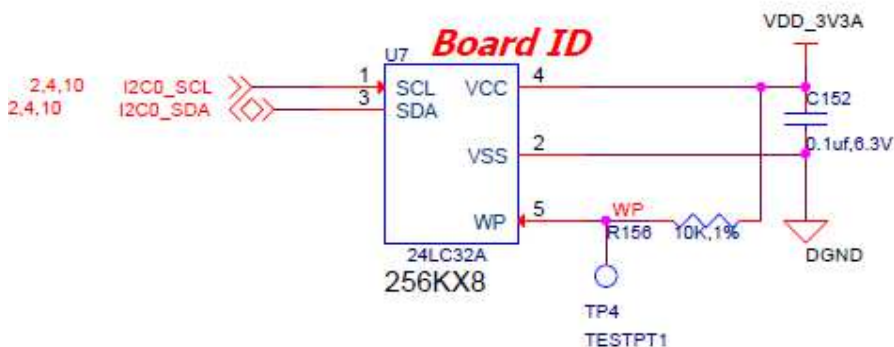 Board ID
VDD_3V3A
U7
2,4,10 I2C0_SCL 1 SCL VCC 4
2,4,10 I2C0_SDA 3 SDA
C152
0.1uf,6.3V
VSS 2
WP 5 WP
R156 10K,1%
24LC32A
256KX8
DGND
TP4
TESTPT1